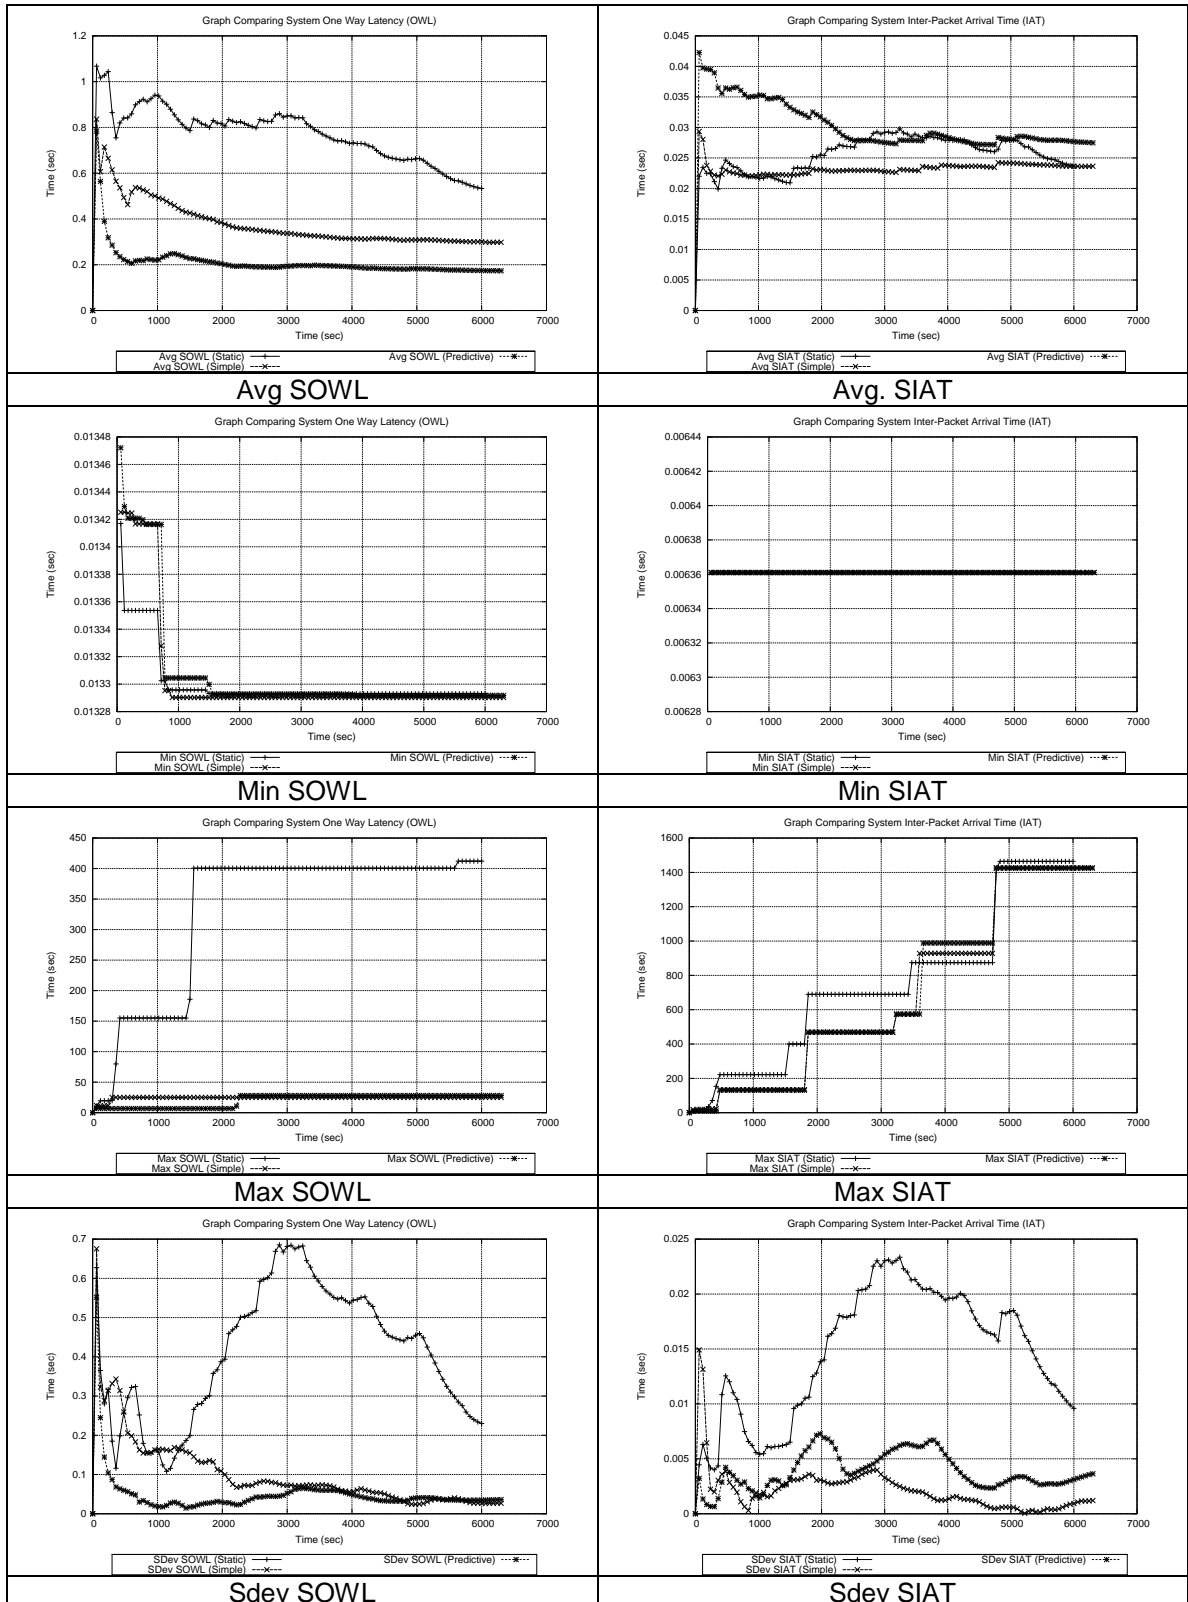 Graph Comparing System One Way Latency (OWL)
1.2
1
0.8
0.6
0.4
0.2
0
Time (sec)
0 1000 2000 3000 4000 5000 6000 7000
Time (sec)
Avg SOWL (Static) Avg SOWL (Predictive)
Avg SOWL (Simple)
Avg SOWL
Graph Comparing System Inter-Packet Arrival Time (IAT)
0.045
0.04
0.035
0.03
0.025
0.02
0.015
0.01
0.005
0
Time (sec)
0 1000 2000 3000 4000 5000 6000 7000
Time (sec)
Avg SIAT (Static) Avg SIAT (Predictive)
Avg SIAT (Simple)
Avg. SIAT
Graph Comparing System One Way Latency (OWL)
0.01348
0.01346
0.01344
0.01342
0.0134
0.01338
0.01336
0.01334
0.01332
0.0133
0.01328
Time (sec)
0 1000 2000 3000 4000 5000 6000 7000
Time (sec)
Min SOWL (Static) Min SOWL (Predictive)
Min SOWL (Simple)
Min SOWL
Graph Comparing System Inter-Packet Arrival Time (IAT)
0.00644
0.00642
0.0064
0.00638
0.00636
0.00634
0.00632
0.0063
0.00628
Time (sec)
0 1000 2000 3000 4000 5000 6000 7000
Time (sec)
Min SIAT (Static) Min SIAT (Predictive)
Min SIAT (Simple)
Min SIAT
Graph Comparing System One Way Latency (OWL)
450
400
350
300
250
200
150
100
50
0
Time (sec)
0 1000 2000 3000 4000 5000 6000 7000
Time (sec)
Max SOWL (Static) Max SOWL (Predictive)
Max SOWL (Simple)
Max SOWL
Graph Comparing System Inter-Packet Arrival Time (IAT)
1600
1400
1200
1000
800
600
400
200
0
Time (sec)
0 1000 2000 3000 4000 5000 6000 7000
Time (sec)
Max SIAT (Static) Max SIAT (Predictive)
Max SIAT (Simple)
Max SIAT
Graph Comparing System One Way Latency (OWL)
0.7
0.6
0.5
0.4
0.3
0.2
0.1
0
Time (sec)
0 1000 2000 3000 4000 5000 6000 7000
Time (sec)
SDev SOWL (Static) SDev SOWL (Predictive)
SDev SOWL (Simple)
Sdev SOWL
Graph Comparing System Inter-Packet Arrival Time (IAT)
0.025
0.02
0.015
0.01
0.005
0
Time (sec)
0 1000 2000 3000 4000 5000 6000 7000
Time (sec)
SDev SIAT (Static) SDev SIAT (Predictive)
SDev SIAT (Simple)
Sdev SIAT